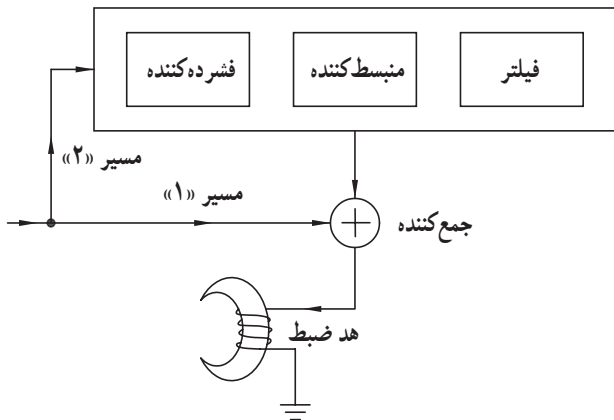 فیلتر
منبسط‌کننده
فشرده‌کننده
مسیر «۲»
مسیر «۱»
جمع‌کننده
هد ضبط